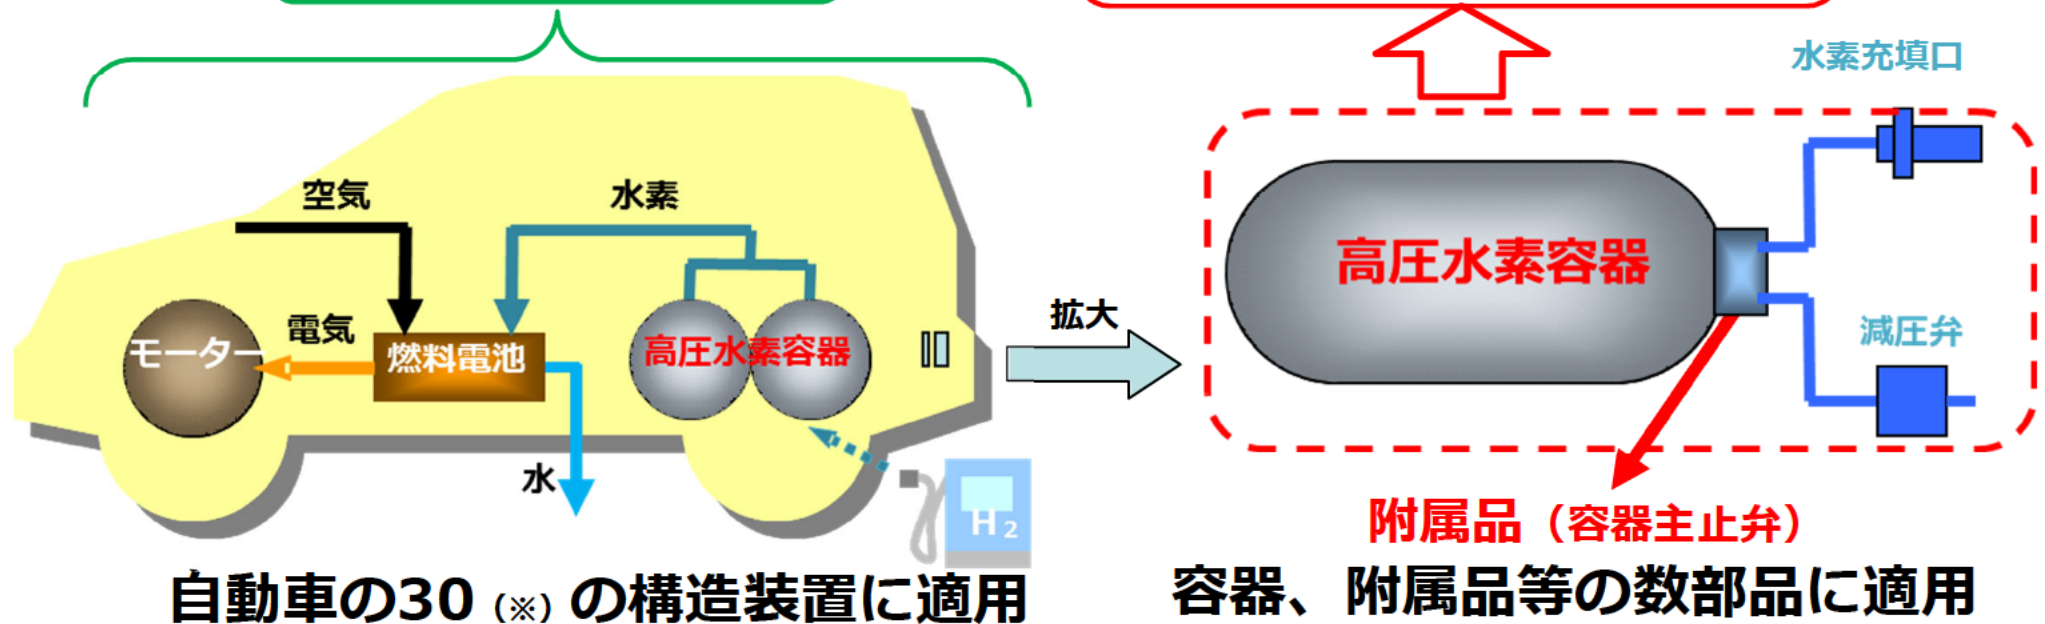 水素充填口
空気
水素
高圧水素容器
拡大
電気
モーター
燃料電池
高圧水素容器
減圧弁
水
H2
附属品（容器主止弁）
自動車の30（※）の構造装置に適用
容器、附属品等の数部品に適用